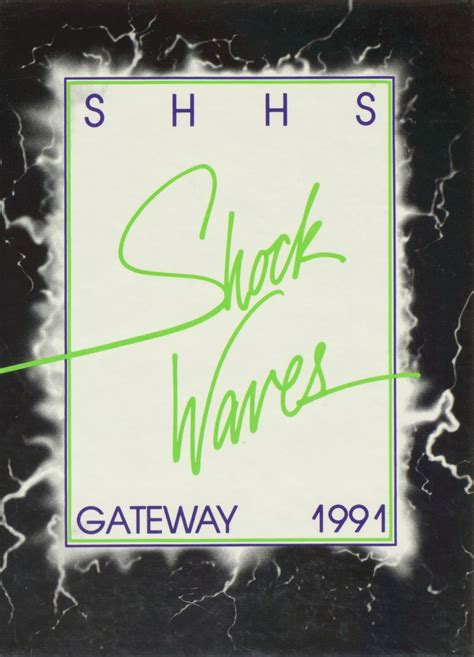 S H H S
Shock
Waves
GATEWAY 1991